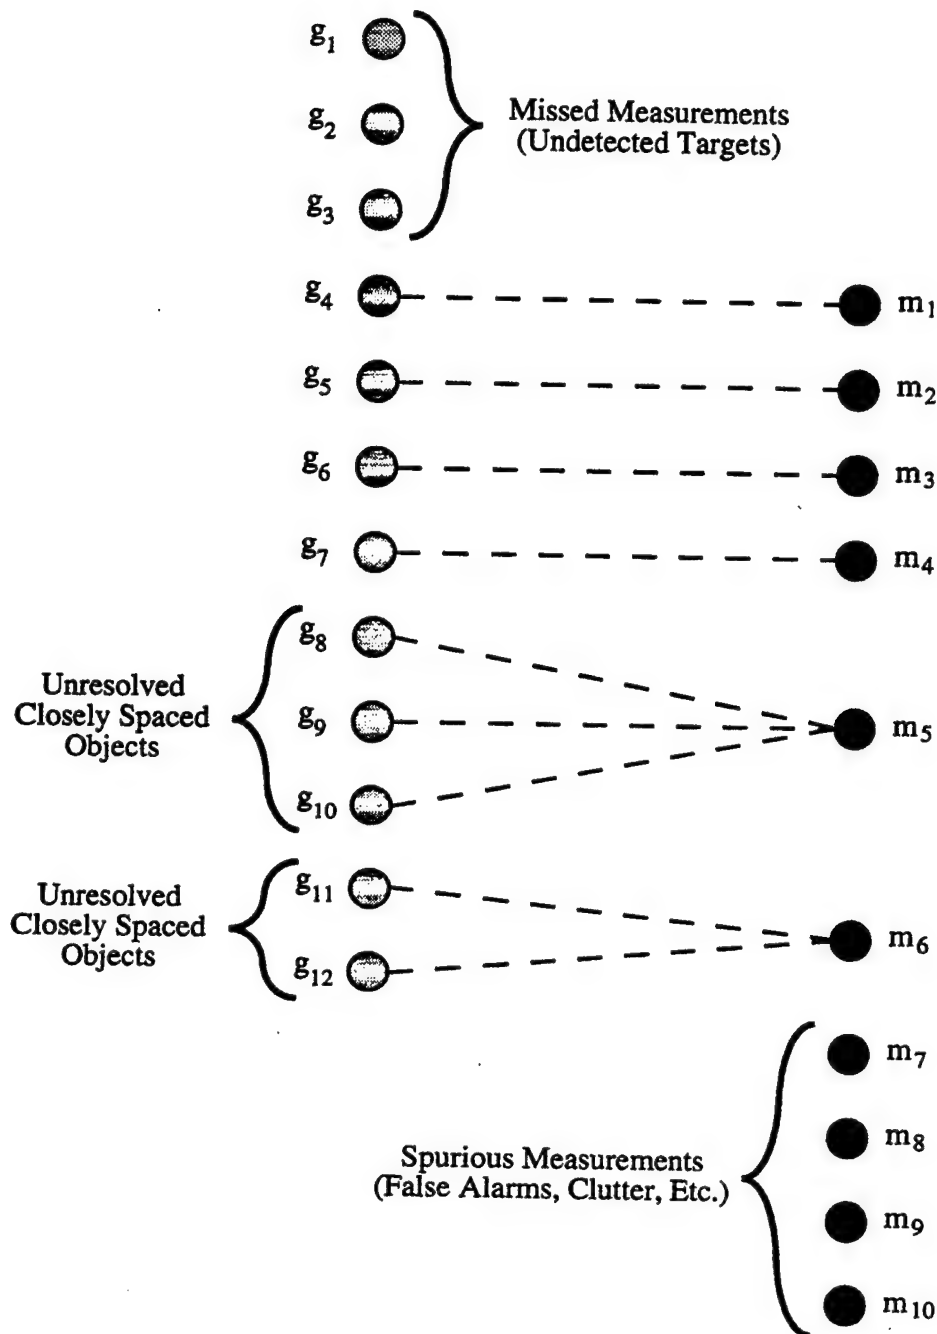 g1
Missed Measurements
(Undetected Targets)
g2
g3
g4
m1
g5
m2
g6
m3
g7
m4
g8
Unresolved
Closely Spaced
Objects
g9
m5
g10
g11
Unresolved
Closely Spaced
Objects
m6
g12
m7
m8
Spurious Measurements
(False Alarms, Clutter, Etc.)
m9
m10